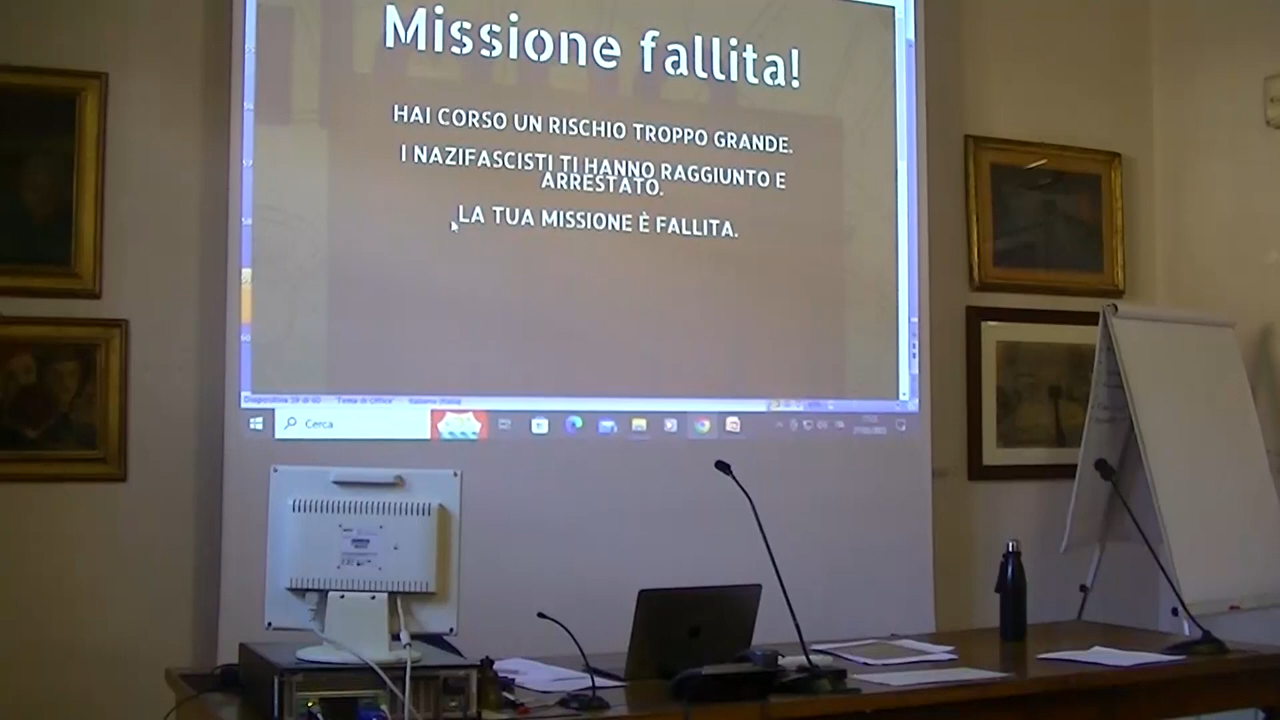 Missione fallita!
HAI CORSO UN RISCHIO TROPPO GRANDE.
I NAZIFASCISTI TI HANNO RAGGIUNTO E
ARRESTATO.
LA TUA MISSIONE È FALLITA.
Cerca